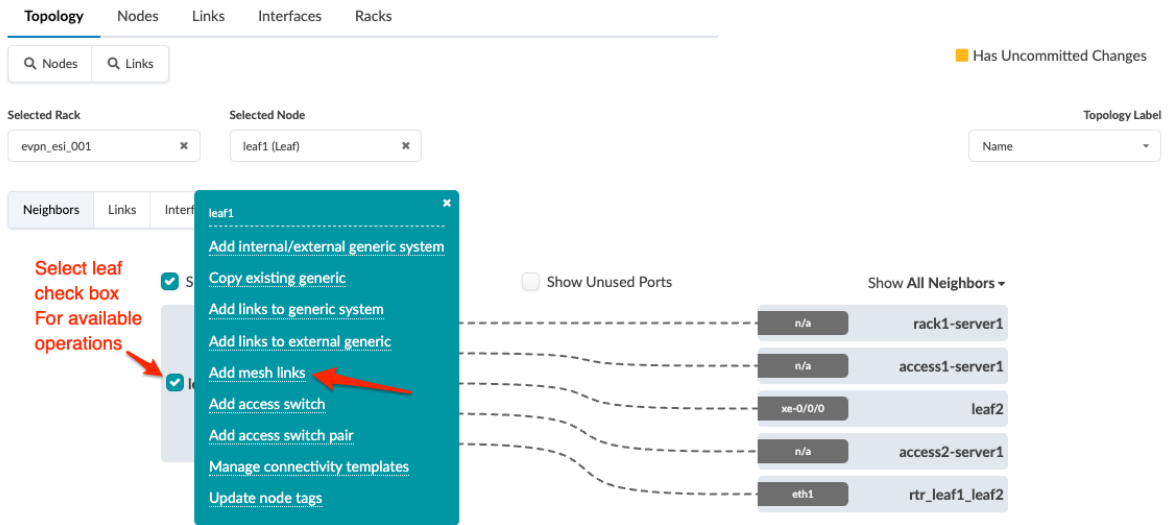 Topology Nodes Links Interfaces Racks
Nodes Links
Has Uncommitted Changes
Selected Rack Selected Node Topology Label
evpn_esi_001 leaf1 (Leaf) Name
Neighbors Links Interf
leaf1
Add internal/external generic system
Copy existing generic
Add links to generic system
Add links to external generic
Add mesh links
Add access switch
Add access switch pair
Manage connectivity templates
Update node tags
Select leaf
check box
For available
operations
S Show Unused Ports Show All Neighbors
le
n/a rack1-server1
n/a access1-server1
xe-0/0/0 leaf2
n/a access2-server1
eth1 rtr_leaf1_leaf2